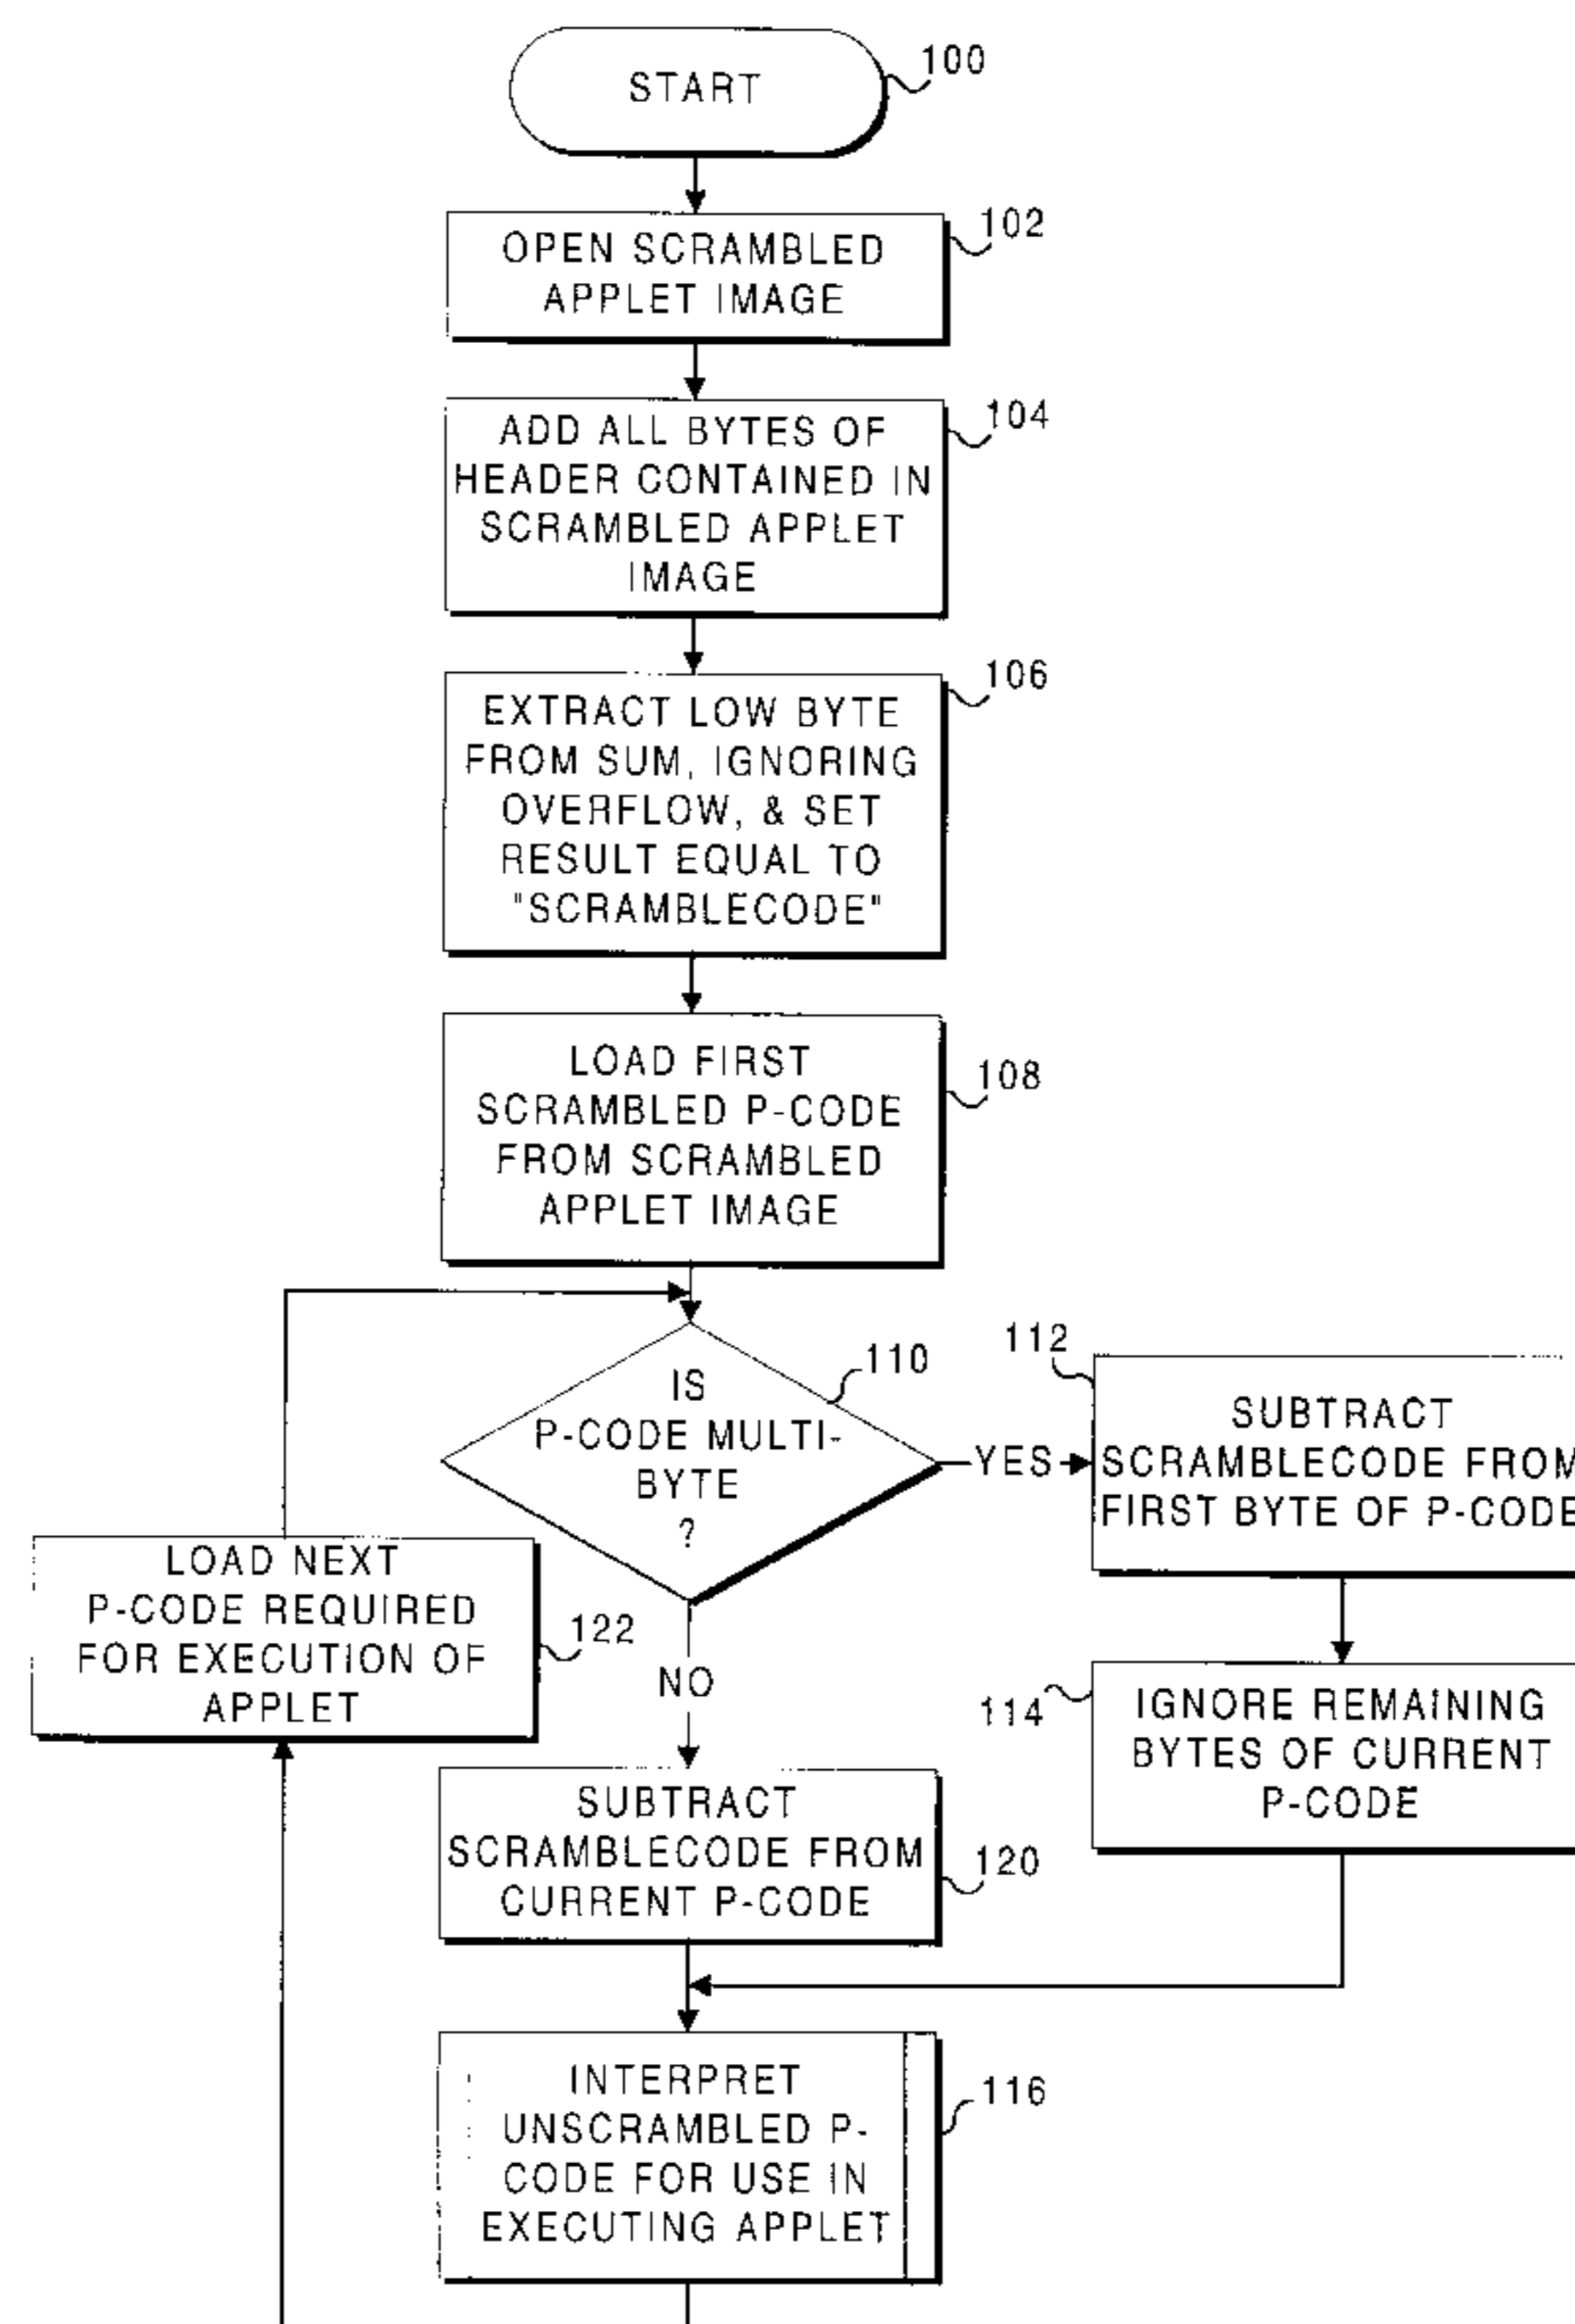 START
100
OPEN SCRAMBLED
APPLET IMAGE
102
ADD ALL BYTES OF
HEADER CONTAINED IN
SCRAMBLED APPLET
IMAGE
104
EXTRACT LOW BYTE
FROM SUM, IGNORING
OVERFLOW, & SET
RESULT EQUAL TO
"SCRAMBLECODE"
106
LOAD FIRST
SCRAMBLED P-CODE
FROM SCRAMBLED
APPLET IMAGE
108
IS
P-CODE MULTI-
BYTE
?
110
YES
112
SUBTRACT
SCRAMBLECODE FROM
FIRST BYTE OF P-CODE
LOAD NEXT
P-CODE REQUIRED
FOR EXECUTION OF
APPLET
122
NO
114
IGNORE REMAINING
BYTES OF CURRENT
P-CODE
SUBTRACT
SCRAMBLECODE FROM
CURRENT P-CODE
120
INTERPRET
UNSCRAMBLED P-
CODE FOR USE IN
EXECUTING APPLET
116